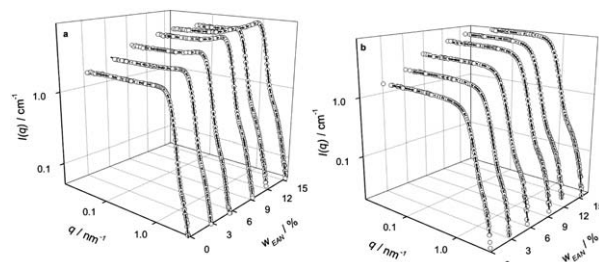 a
I(q) / cm⁻¹
1.0
0.1
0.1
1.0
q / nm⁻¹
0
3
6
9
12
15
w_EAN / %
b
I(q) / cm⁻¹
1.0
0.1
0.1
1.0
q / nm⁻¹
3
6
9
12
w_EAN / %